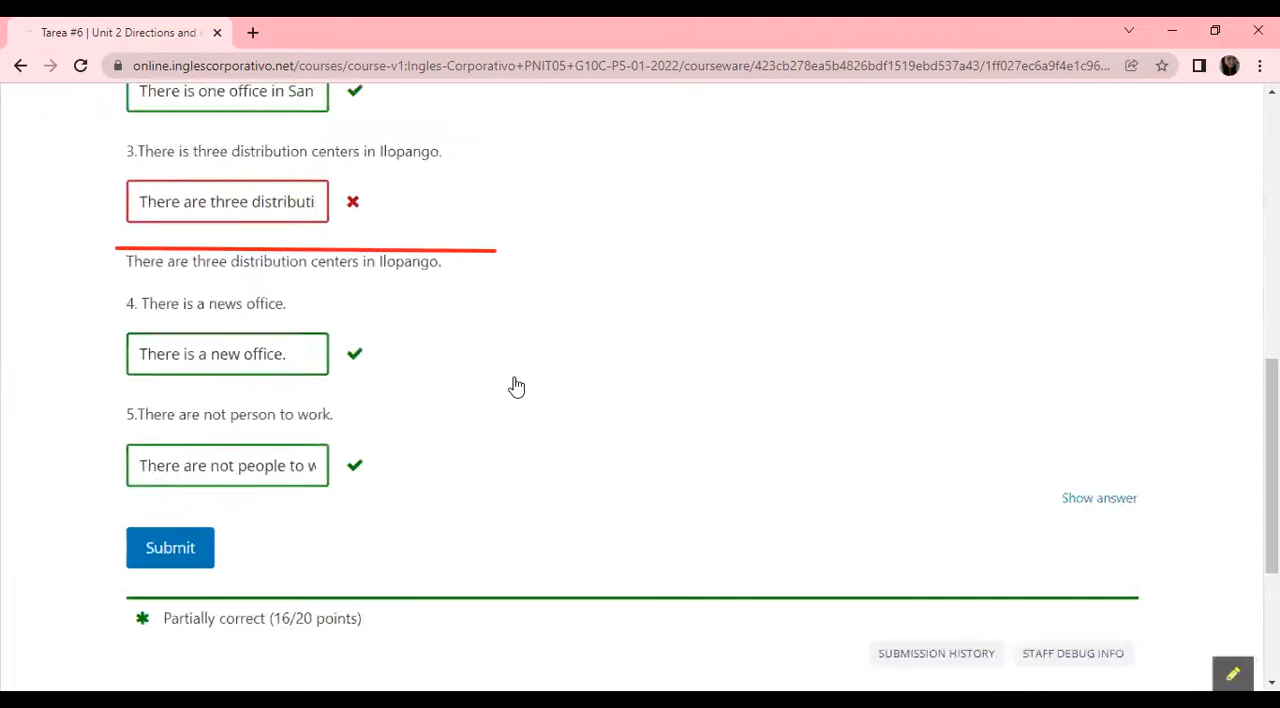 Tarea #6 | Unit 2 Directions and
online.inglescorporativo.net/courses/course-v1:Ingles-Corporativo+PNIT05+G10C-P5-01-2022/courseware/423cb278ea5b4826bdf1519ebd537a43/1ff027ec6a9f4e1c96...
There is one office in San
3.There is three distribution centers in Ilopango.
There are three distributi
There are three distribution centers in Ilopango.
4. There is a news office.
There is a new office.
5.There are not person to work.
There are not people to w
Show answer
Submit
Partially correct (16/20 points)
SUBMISSION HISTORY STAFF DEBUG INFO